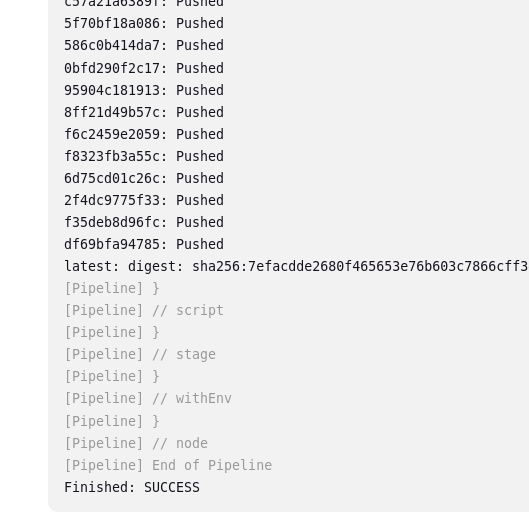 c57a21a6389f: Pushed
5f70bf18a086: Pushed
586c0b414da7: Pushed
0bfd290f2c17: Pushed
95904c181913: Pushed
8ff21d49b57c: Pushed
f6c2459e2059: Pushed
f8323fb3a55c: Pushed
6d75cd01c26c: Pushed
2f4dc9775f33: Pushed
f35deb8d96fc: Pushed
df69bfa94785: Pushed
latest: digest: sha256:7efacdde2680f465653e76b603c7866cff3
[Pipeline] }
[Pipeline] // script
[Pipeline] }
[Pipeline] // stage
[Pipeline] }
[Pipeline] // withEnv
[Pipeline] }
[Pipeline] // node
[Pipeline] End of Pipeline
Finished: SUCCESS